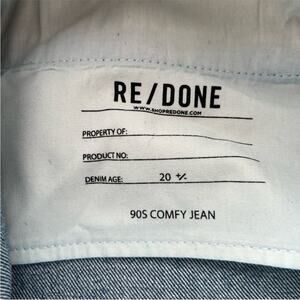 RE/DONE
WWW.SHOPREDONE.COM
PROPERTY OF:
PRODUCT NO:
DENIM AGE: 20 +/-
90S COMFY JEAN